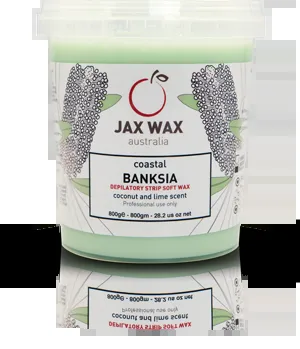 JAX WAX
australia
coastal
BANKSIA
DEPILATORY STRIP SOFT WAX
coconut and lime scent
Professional use only
800g℮ - 800gm - 28.2 us oz net